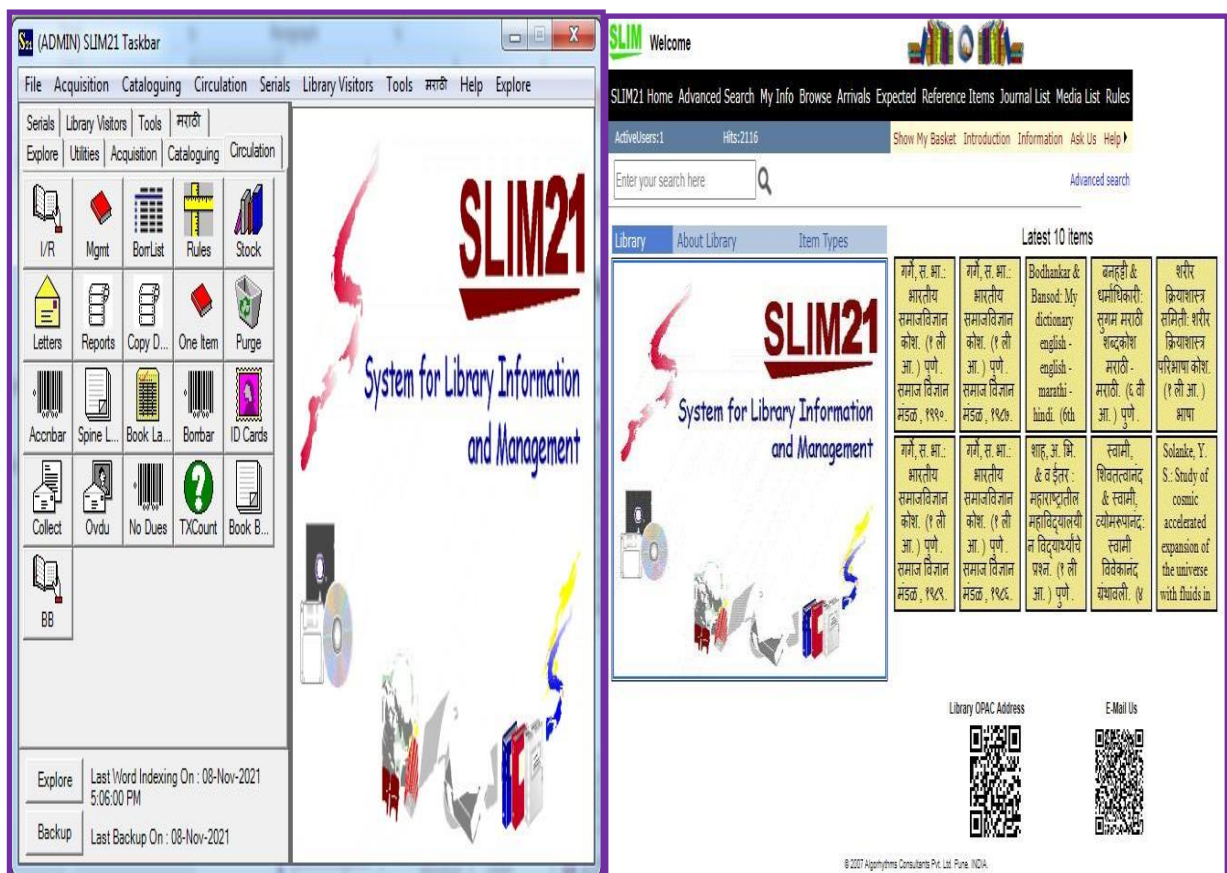 (ADMIN) SLIM21 Taskbar
File Acquisition Cataloguing Circulation Serials Library Visitors Tools मराठी Help Explore
Serials Library Visitors Tools मराठी
Explore Utilities Acquisition Cataloguing Circulation
I/R Mgmt BorrList Rules Stock
Letters Reports Copy D... One Item Purge
Accnbar Spine L... Book La... Borrbar ID Cards
Collect Ovdu No Dues TXCount Book B...
BB
Explore Last Word Indexing On : 08-Nov-2021
5:06:00 PM
Backup Last Backup On : 08-Nov-2021
SLIM21
System for Library Information
and Management
SLIM Welcome
SLIM21 Home Advanced Search My Info Browse Arrivals Expected Reference Items Journal List Media List Rules
ActiveUsers:1 Hits:2116 Show My Basket Introduction Information Ask Us Help
Enter your search here Advanced search
Library About Library Item Types
SLIM21
System for Library Information
and Management
Latest 10 items
गर्गे, स. भा.:
भारतीय
समाजविज्ञान
कोश. (१ ली
आ. ) पुणे .
समाज विज्ञान
मंडळ , १९९०.
गर्गे, स. भा.:
भारतीय
समाजविज्ञान
कोश. (१ ली
आ. ) पुणे .
समाज विज्ञान
मंडळ , १९८७.
Bodhankar &
Bansod: My
dictionary
english -
english -
marathi -
hindi. (6th
बनहट्टी &
धर्माधिकारी:
सुगम मराठी
शब्दकोश
मराठी -
मराठी. (६ वी
आ. ) पुणे .
शरीर
क्रियाशास्त्र
समिती: शरीर
क्रियाशास्त्र
परिभाषा कोश.
(१ ली आ. )
भाषा
गर्गे, स. भा.:
भारतीय
समाजविज्ञान
कोश. (१ ली
आ. ) पुणे .
समाज विज्ञान
मंडळ , १९८९.
गर्गे, स. भा.:
भारतीय
समाजविज्ञान
कोश. (१ ली
आ. ) पुणे .
समाज विज्ञान
मंडळ , १९८६.
शाह, अ. भि.
& व ईतर :
महाराष्ट्रातील
महाविद्यालयी
न विद्यार्थ्यांचे
प्रश्न. (१ ली
आ. ) पुणे .
स्वामी,
शिवतत्वानंद
& स्वामी,
व्योमरुपानंद:
स्वामी
विवेकानंद
ग्रंथावली. (४
Solanke, Y.
S.: Study of
cosmic
accelerated
expansion of
the universe
with fluids in
Library OPAC Address E-Mail Us
© 2007 Algorhythms Consultants Pvt. Ltd. Pune. INDIA.